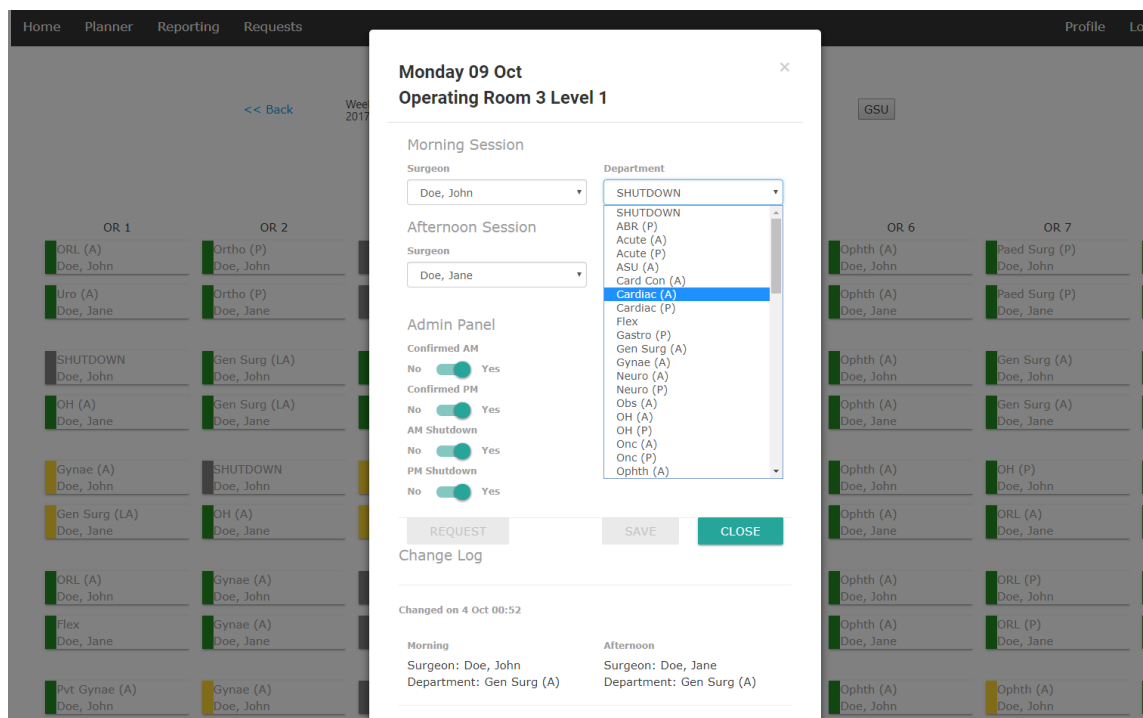 Home Planner Reporting Requests Profile Lo
Monday 09 Oct ×
Operating Room 3 Level 1
<< Back Week GSU
2017
Morning Session
Surgeon Department
Doe, John SHUTDOWN
SHUTDOWN
ABR (P)
Acute (A)
Acute (P)
ASU (A)
Card Con (A)
Cardiac (A)
Cardiac (P)
Flex
Gastro (P)
Gen Surg (A)
Gynae (A)
Neuro (A)
Neuro (P)
Obs (A)
OH (A)
OH (P)
Onc (A)
Onc (P)
Ophth (A)
Afternoon Session
Surgeon
Doe, Jane
Admin Panel
Confirmed AM
No Yes
Confirmed PM
No Yes
AM Shutdown
No Yes
PM Shutdown
No Yes
REQUEST SAVE CLOSE
Change Log
Changed on 4 Oct 00:52
Morning Afternoon
Surgeon: Doe, John Surgeon: Doe, Jane
Department: Gen Surg (A) Department: Gen Surg (A)
OR 1 OR 2 OR 6 OR 7
ORL (A) Ortho (P) Ophth (A) Paed Surg (P)
Doe, John Doe, John Doe, John Doe, John
Uro (A) Ortho (P) Ophth (A) Paed Surg (P)
Doe, Jane Doe, Jane Doe, Jane Doe, Jane
SHUTDOWN Gen Surg (LA) Ophth (A) Gen Surg (A)
Doe, John Doe, John Doe, John Doe, John
OH (A) Gen Surg (LA) Ophth (A) Gen Surg (A)
Doe, Jane Doe, Jane Doe, Jane Doe, Jane
Gynae (A) SHUTDOWN Ophth (A) OH (P)
Doe, John Doe, John Doe, John Doe, John
Gen Surg (LA) OH (A) Ophth (A) ORL (A)
Doe, Jane Doe, Jane Doe, Jane Doe, Jane
ORL (A) Gynae (A) Ophth (A) ORL (P)
Doe, John Doe, John Doe, John Doe, John
Flex Gynae (A) Ophth (A) ORL (P)
Doe, Jane Doe, Jane Doe, Jane Doe, Jane
Pvt Gynae (A) Gynae (A) Ophth (A) Ophth (A)
Doe, John Doe, John Doe, John Doe, John